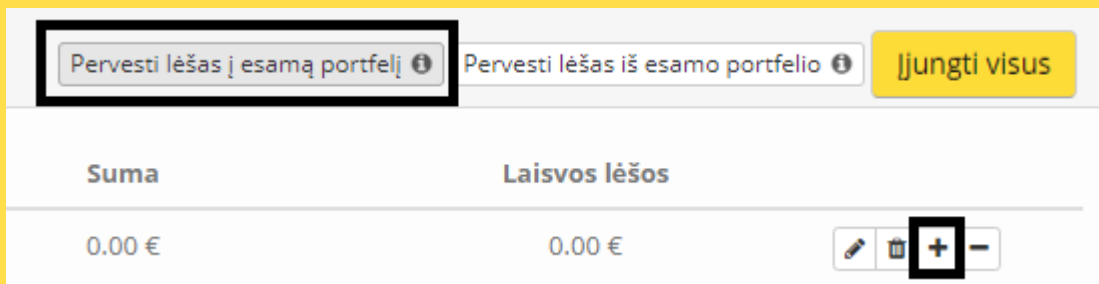 Pervesti lėšas į esamą portfelį Pervesti lėšas iš esamo portfelio Įjungti visus
Suma Laisvos lėšos
0.00 € 0.00 €